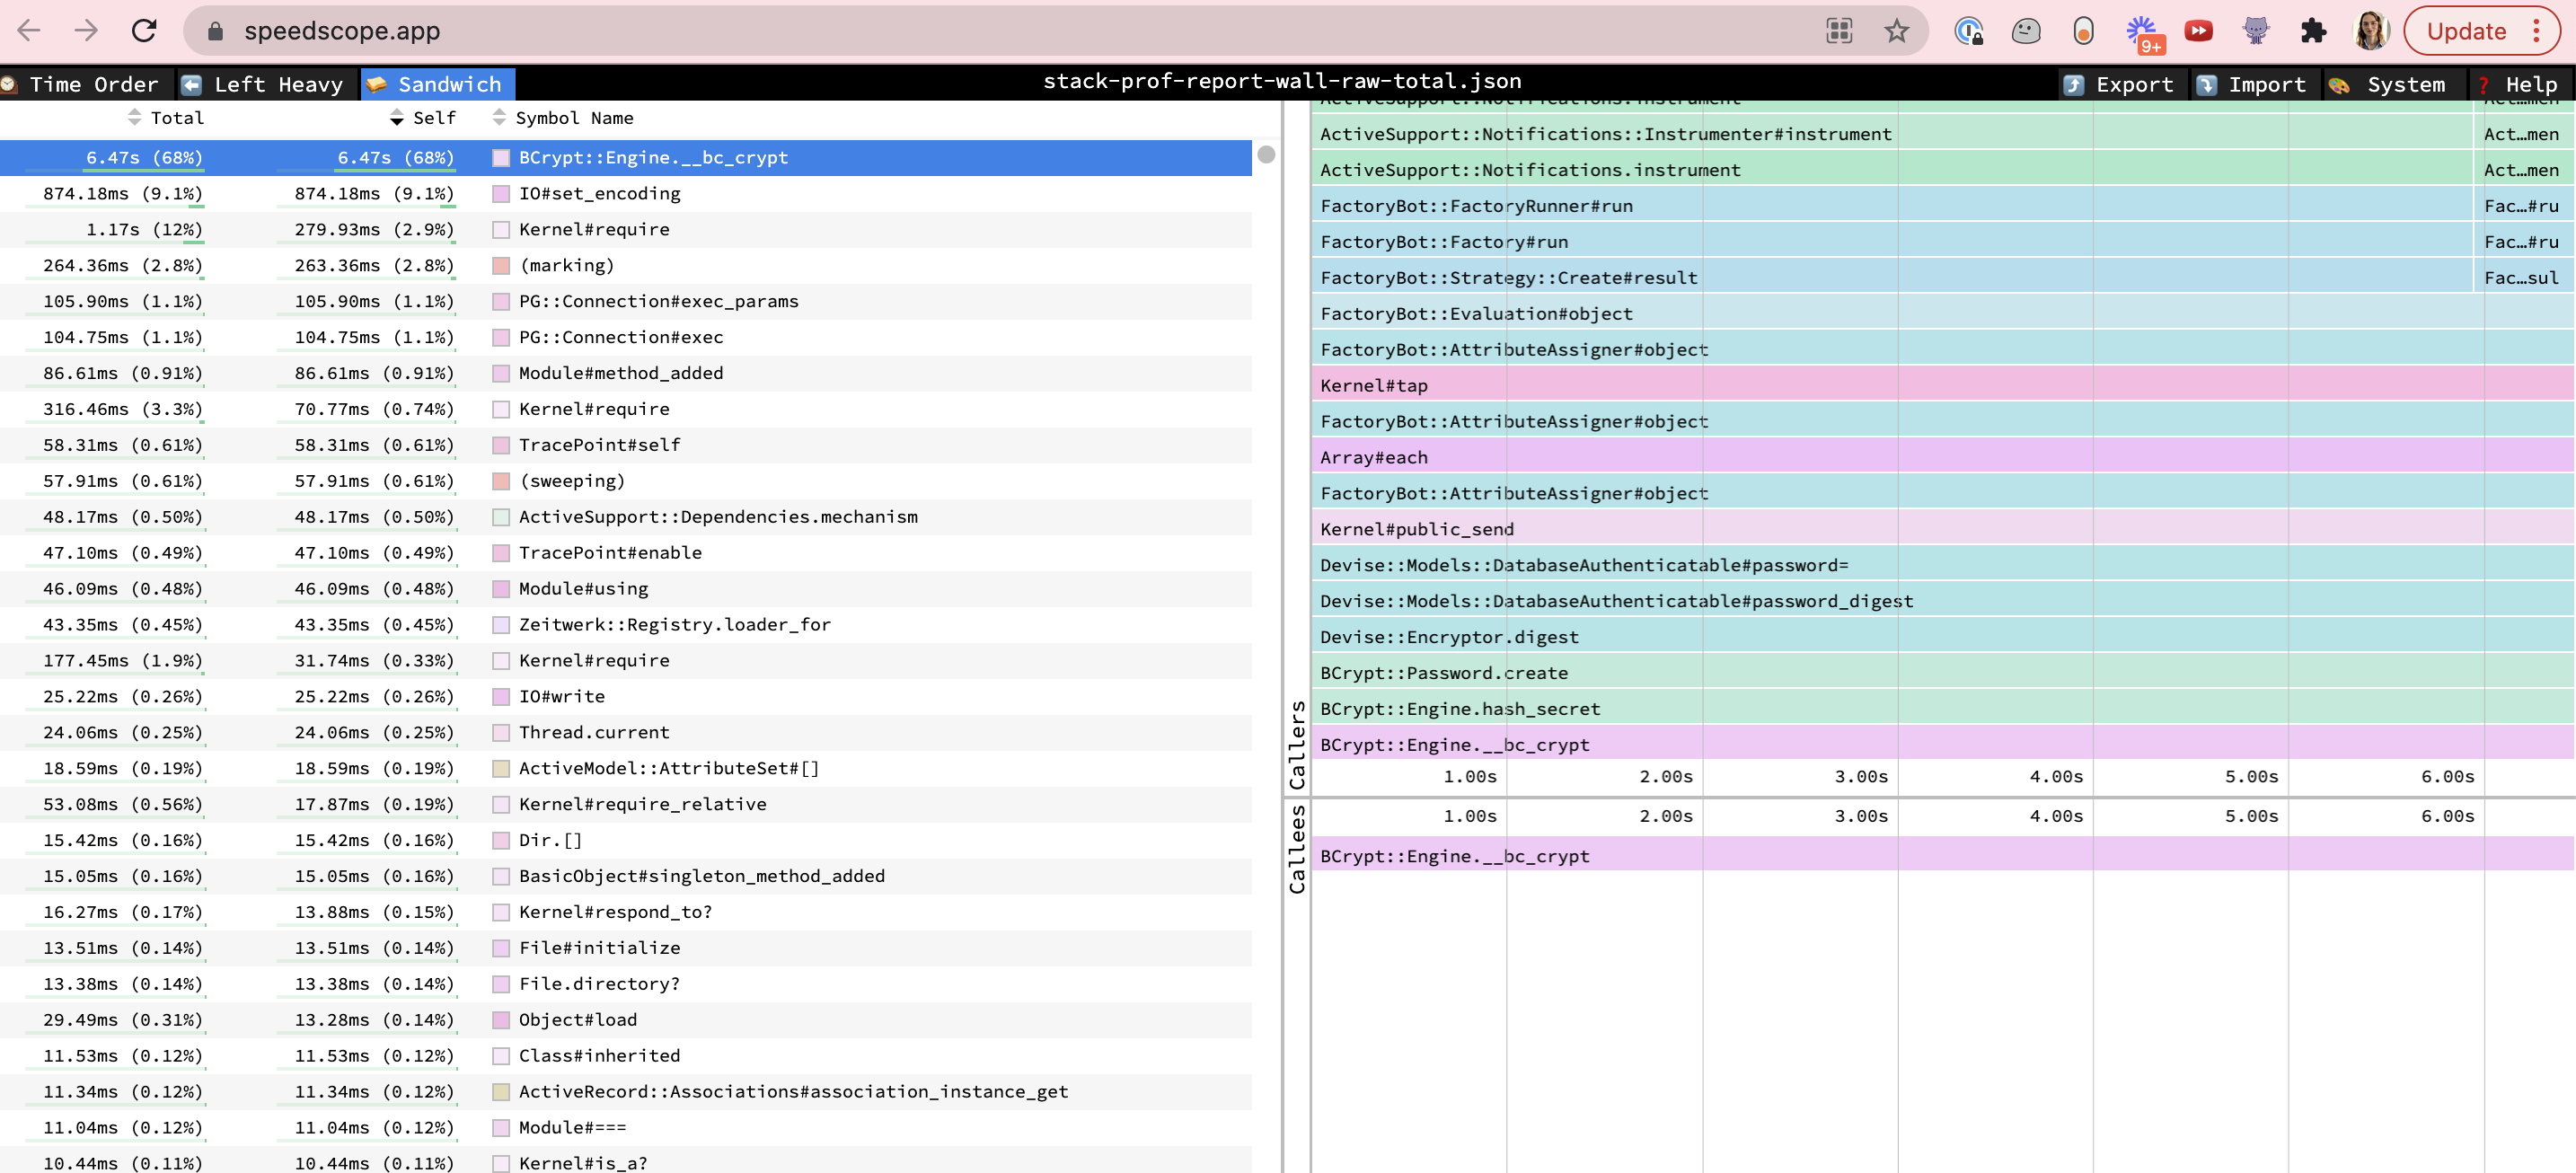 speedscope.app
9+
Update
Time Order Left Heavy Sandwich stack-prof-report-wall-raw-total.json Export Import System ? Help
Total Self Symbol Name
6.47s (68%) 6.47s (68%) BCrypt::Engine.__bc_crypt
874.18ms (9.1%) 874.18ms (9.1%) IO#set_encoding
1.17s (12%) 279.93ms (2.9%) Kernel#require
264.36ms (2.8%) 263.36ms (2.8%) (marking)
105.90ms (1.1%) 105.90ms (1.1%) PG::Connection#exec_params
104.75ms (1.1%) 104.75ms (1.1%) PG::Connection#exec
86.61ms (0.91%) 86.61ms (0.91%) Module#method_added
316.46ms (3.3%) 70.77ms (0.74%) Kernel#require
58.31ms (0.61%) 58.31ms (0.61%) TracePoint#self
57.91ms (0.61%) 57.91ms (0.61%) (sweeping)
48.17ms (0.50%) 48.17ms (0.50%) ActiveSupport::Dependencies.mechanism
47.10ms (0.49%) 47.10ms (0.49%) TracePoint#enable
46.09ms (0.48%) 46.09ms (0.48%) Module#using
43.35ms (0.45%) 43.35ms (0.45%) Zeitwerk::Registry.loader_for
177.45ms (1.9%) 31.74ms (0.33%) Kernel#require
25.22ms (0.26%) 25.22ms (0.26%) IO#write
24.06ms (0.25%) 24.06ms (0.25%) Thread.current
18.59ms (0.19%) 18.59ms (0.19%) ActiveModel::AttributeSet#[]
53.08ms (0.56%) 17.87ms (0.19%) Kernel#require_relative
15.42ms (0.16%) 15.42ms (0.16%) Dir.[]
15.05ms (0.16%) 15.05ms (0.16%) BasicObject#singleton_method_added
16.27ms (0.17%) 13.88ms (0.15%) Kernel#respond_to?
13.51ms (0.14%) 13.51ms (0.14%) File#initialize
13.38ms (0.14%) 13.38ms (0.14%) File.directory?
29.49ms (0.31%) 13.28ms (0.14%) Object#load
11.53ms (0.12%) 11.53ms (0.12%) Class#inherited
11.34ms (0.12%) 11.34ms (0.12%) ActiveRecord::Associations#association_instance_get
11.04ms (0.12%) 11.04ms (0.12%) Module#===
10.44ms (0.11%) 10.44ms (0.11%) Kernel#is_a?
ActiveSupport::Notifications.instrument Act…men
ActiveSupport::Notifications::Instrumenter#instrument Act…men
ActiveSupport::Notifications.instrument Act…men
FactoryBot::FactoryRunner#run Fac…#ru
FactoryBot::Factory#run Fac…#ru
FactoryBot::Strategy::Create#result Fac…sul
FactoryBot::Evaluation#object
FactoryBot::AttributeAssigner#object
Kernel#tap
FactoryBot::AttributeAssigner#object
Array#each
FactoryBot::AttributeAssigner#object
Kernel#public_send
Devise::Models::DatabaseAuthenticatable#password=
Devise::Models::DatabaseAuthenticatable#password_digest
Devise::Encryptor.digest
BCrypt::Password.create
BCrypt::Engine.hash_secret
BCrypt::Engine.__bc_crypt
Callers
1.00s 2.00s 3.00s 4.00s 5.00s 6.00s
1.00s 2.00s 3.00s 4.00s 5.00s 6.00s
Callees
BCrypt::Engine.__bc_crypt